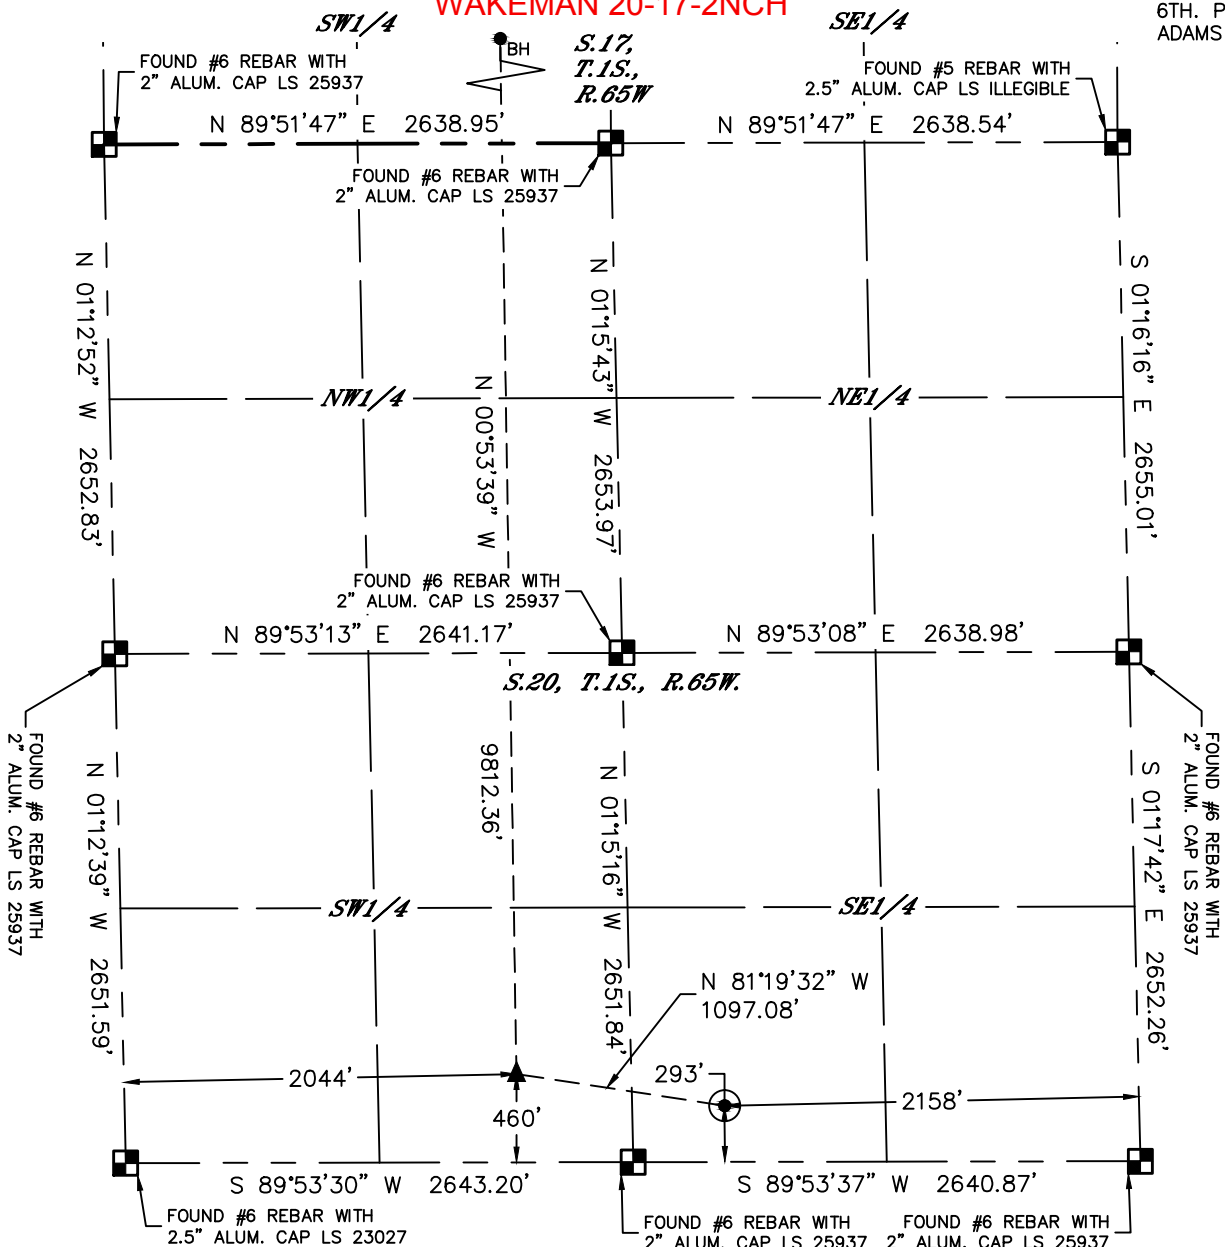 WAKEMAN 20-17-2NCH
6TH. P
ADAMS
SW1/4
SE1/4
BH
S.17,
T.1S.,
R.65W
FOUND #6 REBAR WITH
2" ALUM. CAP LS 25937
FOUND #5 REBAR WITH
2.5" ALUM. CAP LS ILLEGIBLE
N 89°51'47" E 2638.95'
N 89°51'47" E 2638.54'
FOUND #6 REBAR WITH
2" ALUM. CAP LS 25937
N 01°12'52" W 2652.83'
N 00°53'39" W
N 01°15'43" W 2653.97'
S 01°16'16" E 2655.01'
NW1/4
NE1/4
FOUND #6 REBAR WITH
2" ALUM. CAP LS 25937
N 89°53'13" E 2641.17'
N 89°53'08" E 2638.98'
S.20, T.1S., R.65W.
FOUND #6 REBAR WITH
2" ALUM. CAP LS 25937
N 01°12'39" W 2651.59'
9812.36'
N 01°15'16" W 2651.84'
S 01°17'42" E 2652.26'
FOUND #6 REBAR WITH
2" ALUM. CAP LS 25937
SW1/4
SE1/4
N 81°19'32" W
1097.08'
2044'
460'
293'
2158'
S 89°53'30" W 2643.20'
S 89°53'37" W 2640.87'
FOUND #6 REBAR WITH
2.5" ALUM. CAP LS 23027
FOUND #6 REBAR WITH
2" ALUM. CAP LS 25937
FOUND #6 REBAR WITH
2" ALUM. CAP LS 25937